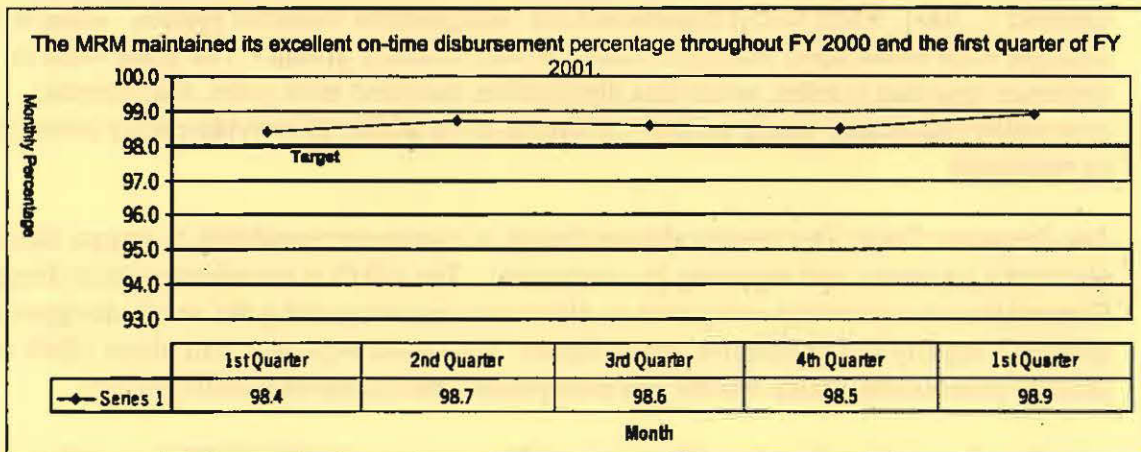 The MRM maintained its excellent on-time disbursement percentage throughout FY 2000 and the first quarter of FY
2001.
Monthly Percentage
100.0
99.0
98.0
97.0
96.0
95.0
94.0
93.0
Target
1st Quarter 2nd Quarter 3rd Quarter 4th Quarter 1st Quarter
Series 1 98.4 98.7 98.6 98.5 98.9
Month